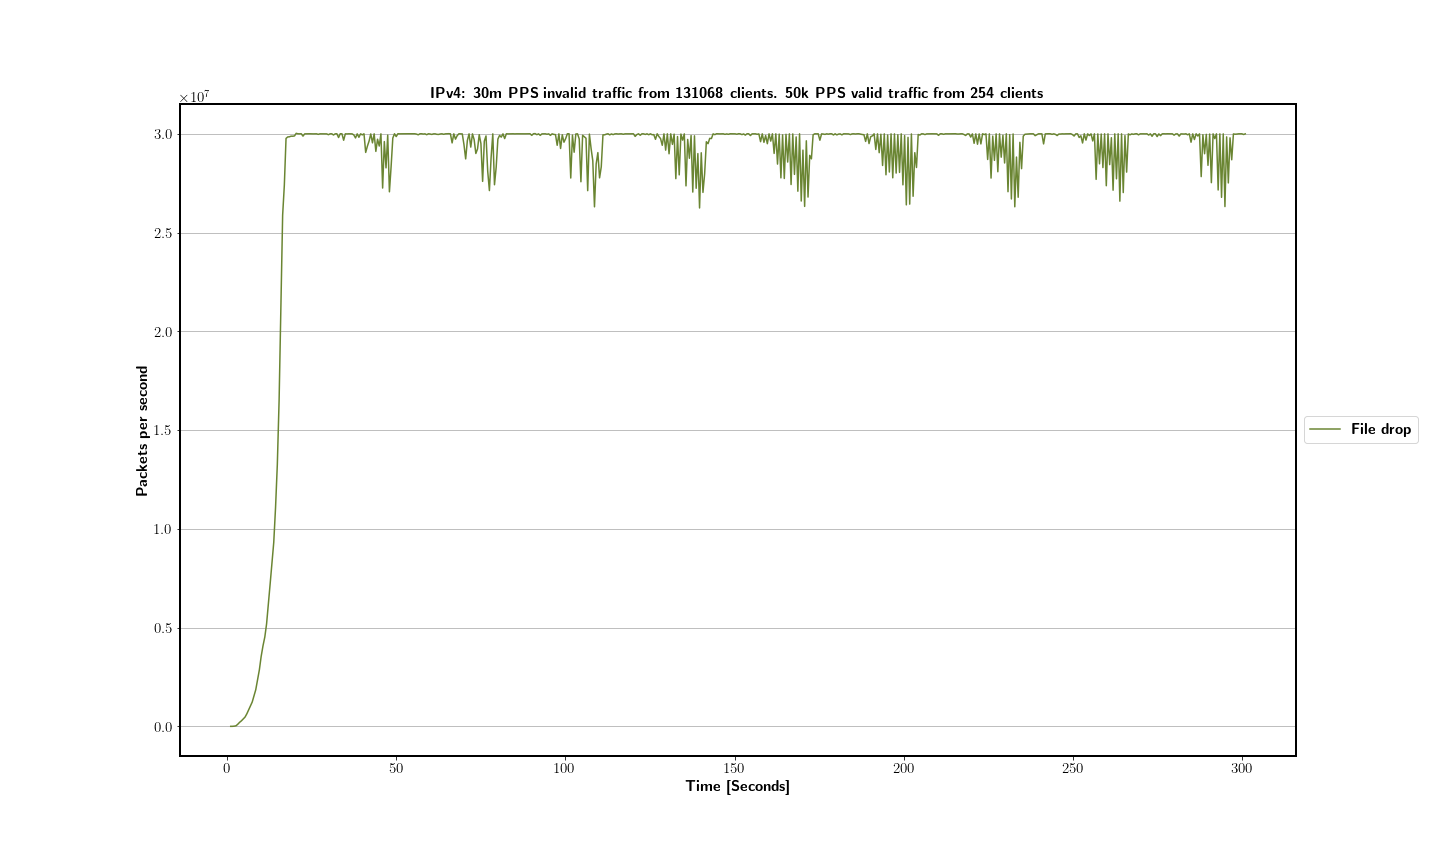 IPv4: 30m PPS invalid traffic from 131068 clients. 50k PPS valid traffic from 254 clients
×10⁷
3.0
2.5
2.0
1.5
1.0
0.5
0.0
Packets per second
File drop
0 50 100 150 200 250 300
Time [Seconds]